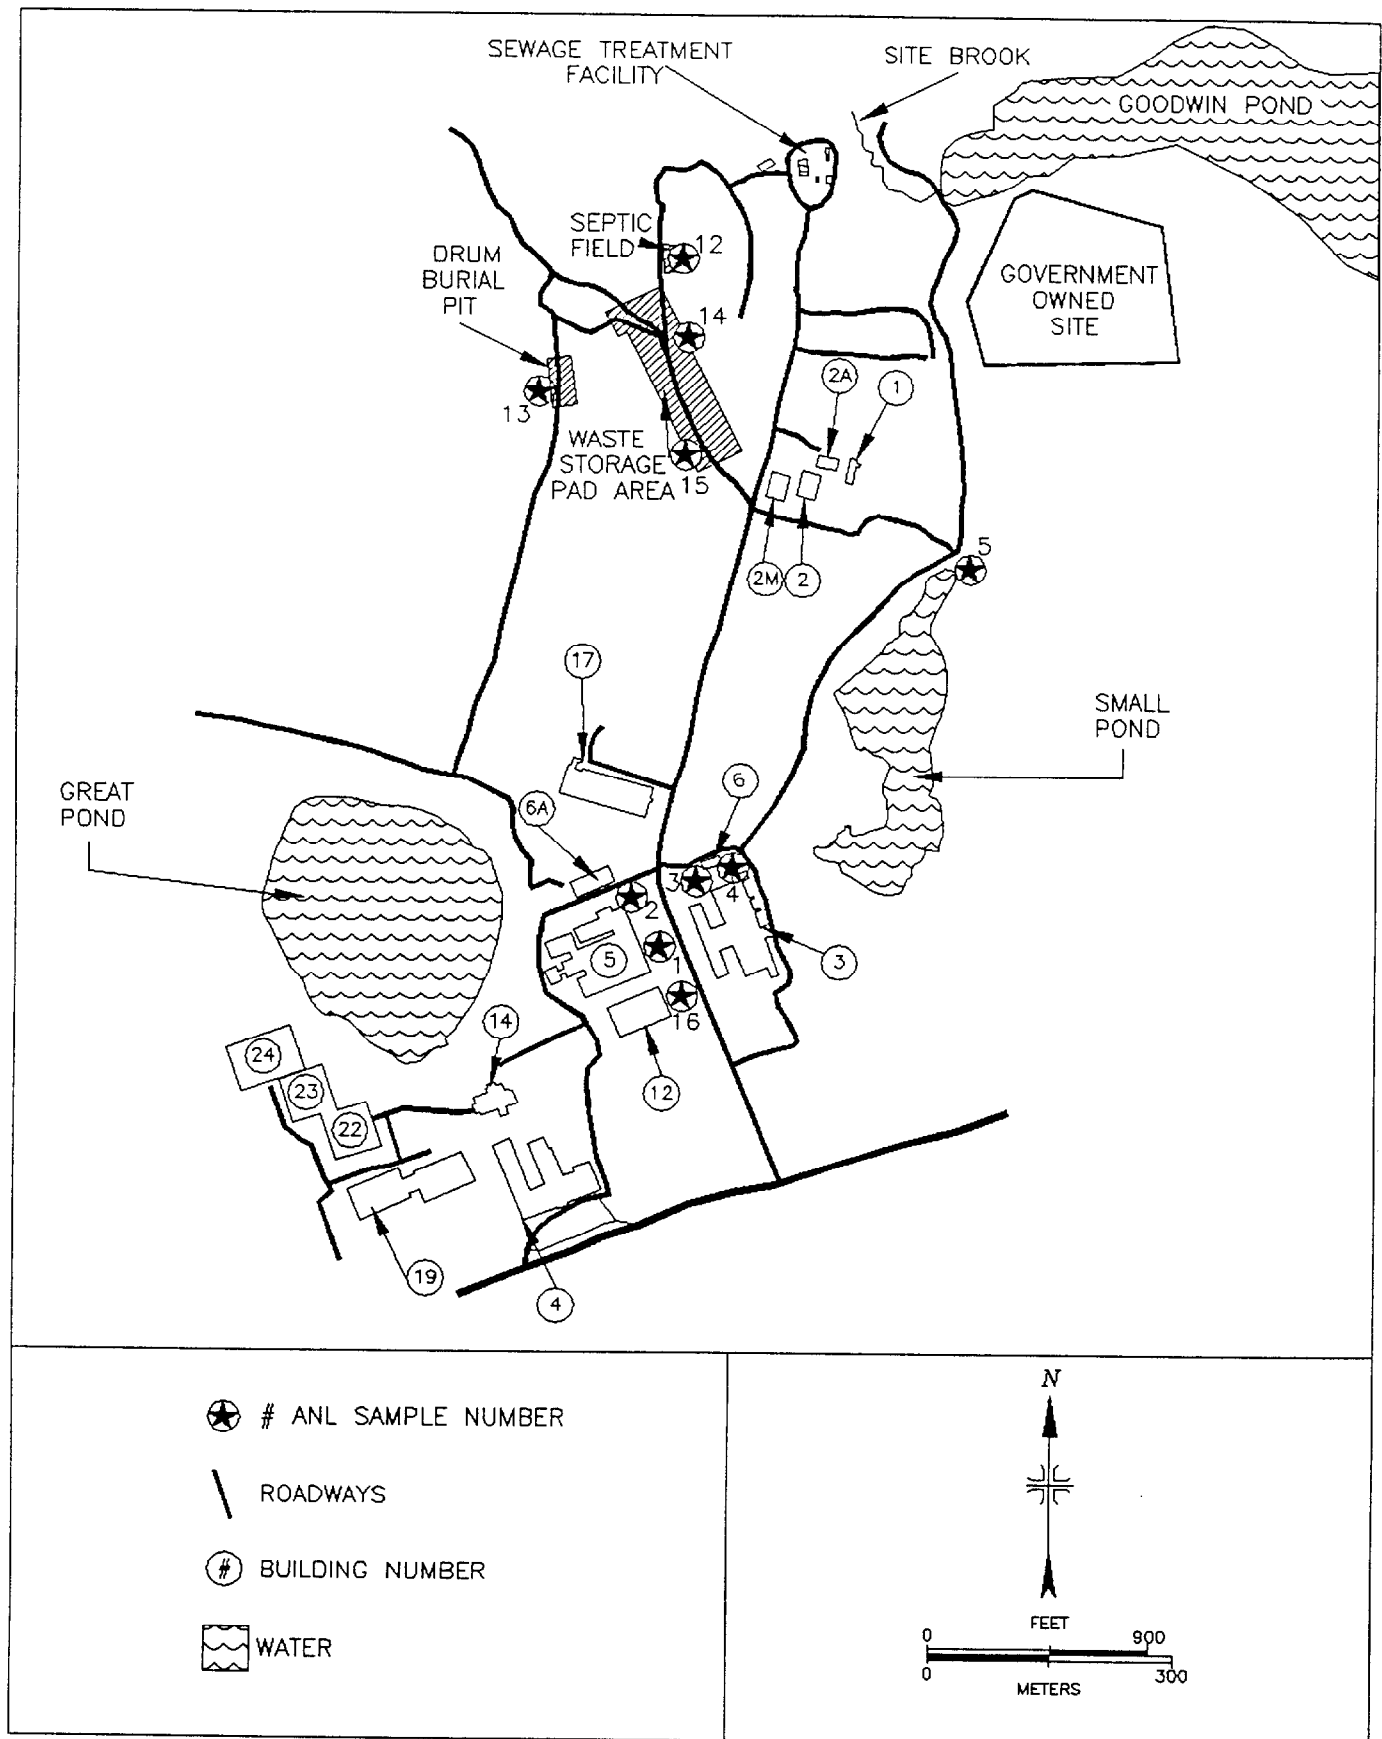 SEWAGE TREATMENT
FACILITY
SITE BROOK
GOODWIN POND
SEPTIC
FIELD
12
DRUM
BURIAL
PIT
GOVERNMENT
OWNED
SITE
14
2A
1
13
WASTE
STORAGE
PAD AREA
15
2M
2
5
17
SMALL
POND
GREAT
POND
6A
6
3
4
2
5
1
3
16
14
12
24
23
22
19
4
# ANL SAMPLE NUMBER
ROADWAYS
# BUILDING NUMBER
WATER
N
FEET
0 900
0 300
METERS